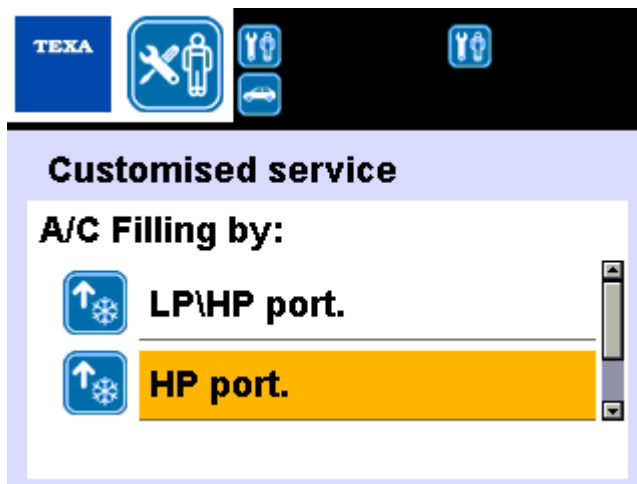 TEXA
Customised service
A/C Filling by:
LP\HP port.
HP port.